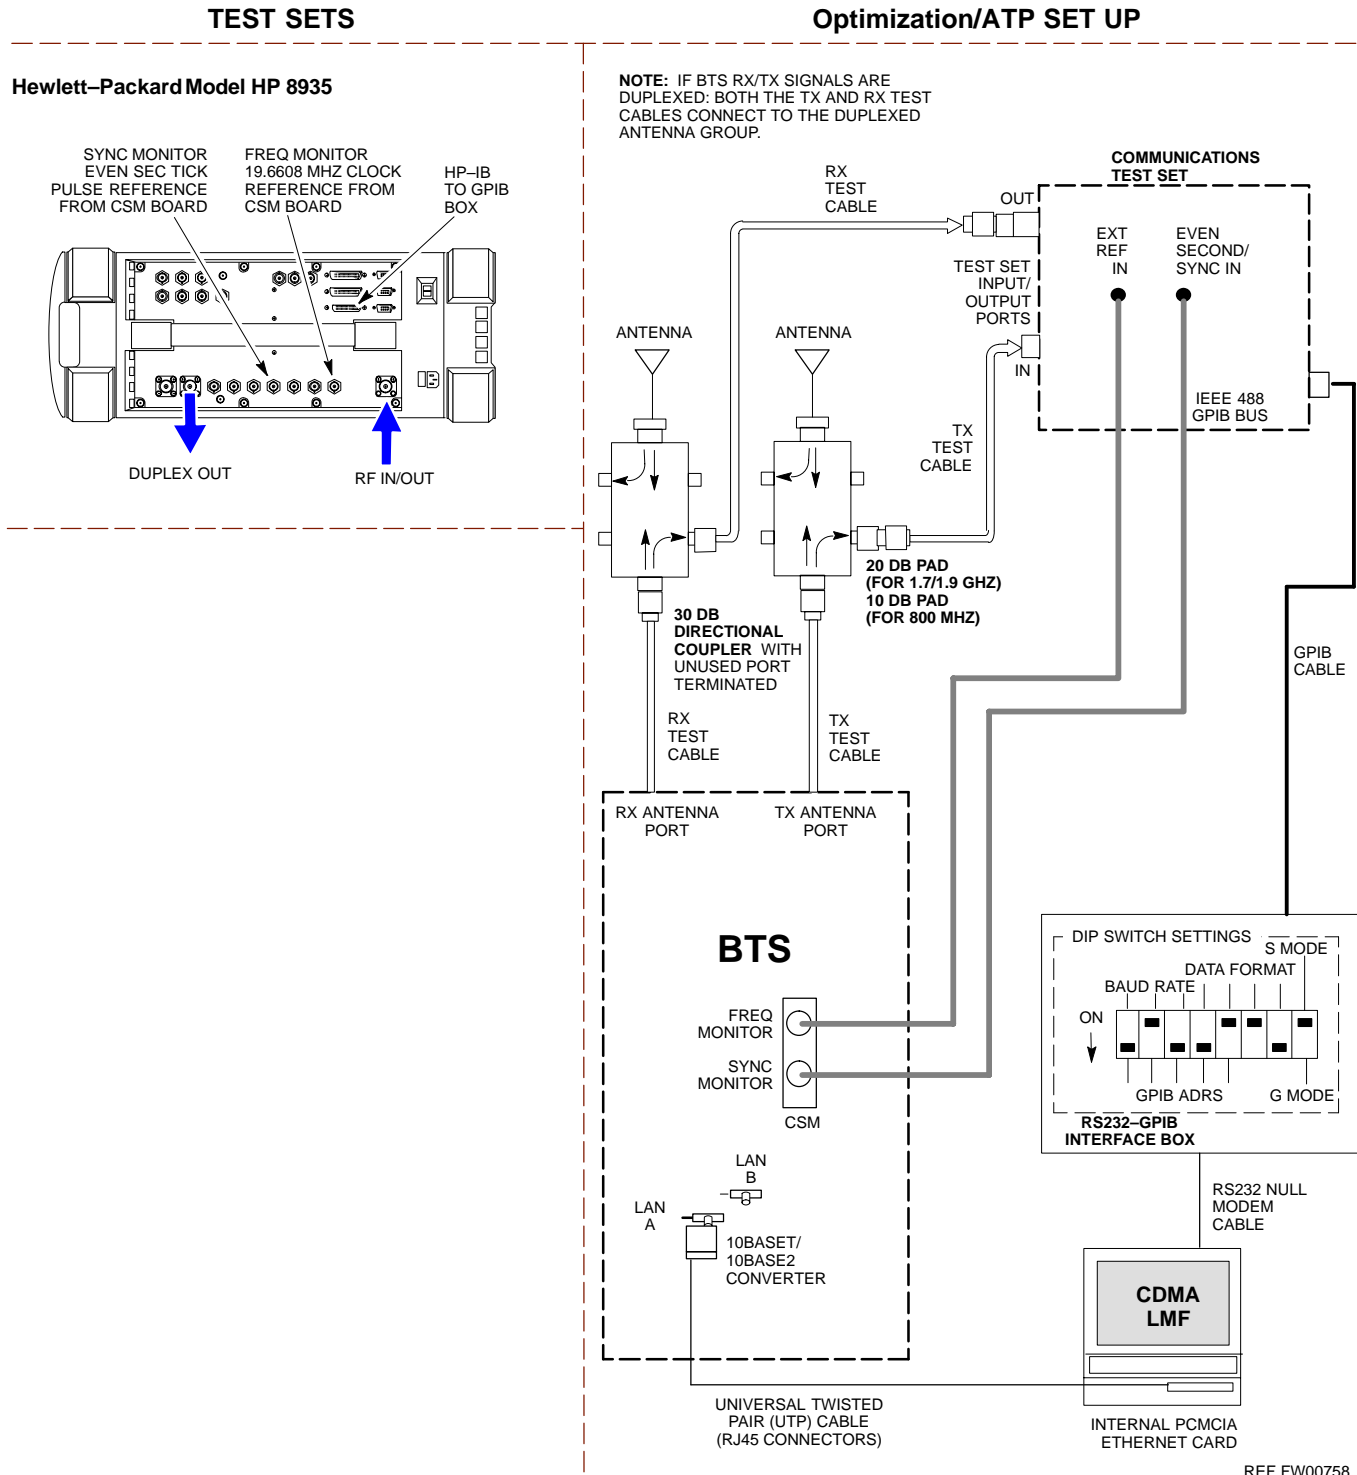 TEST SETS
Optimization/ATP SET UP
Hewlett–Packard Model HP 8935
SYNC MONITOR
EVEN SEC TICK
PULSE REFERENCE
FROM CSM BOARD
FREQ MONITOR
19.6608 MHZ CLOCK
REFERENCE FROM
CSM BOARD
HP–IB
TO GPIB
BOX
DUPLEX OUT
RF IN/OUT
NOTE: IF BTS RX/TX SIGNALS ARE
DUPLEXED: BOTH THE TX AND RX TEST
CABLES CONNECT TO THE DUPLEXED
ANTENNA GROUP.
RX
TEST
CABLE
OUT
COMMUNICATIONS
TEST SET
EXT
REF
IN
EVEN
SECOND/
SYNC IN
TEST SET
INPUT/
OUTPUT
PORTS
IN
IEEE 488
GPIB BUS
ANTENNA
ANTENNA
TX
TEST
CABLE
20 DB PAD
(FOR 1.7/1.9 GHZ)
10 DB PAD
(FOR 800 MHZ)
30 DB
DIRECTIONAL
COUPLER WITH
UNUSED PORT
TERMINATED
GPIB
CABLE
RX
TEST
CABLE
TX
TEST
CABLE
RX ANTENNA
PORT
TX ANTENNA
PORT
BTS
FREQ
MONITOR
SYNC
MONITOR
CSM
LAN
B
LAN
A
10BASET/
10BASE2
CONVERTER
DIP SWITCH SETTINGS
S MODE
DATA FORMAT
BAUD RATE
ON
GPIB ADRS
G MODE
RS232–GPIB
INTERFACE BOX
RS232 NULL
MODEM
CABLE
CDMA
LMF
UNIVERSAL TWISTED
PAIR (UTP) CABLE
(RJ45 CONNECTORS)
INTERNAL PCMCIA
ETHERNET CARD
REF FW00758